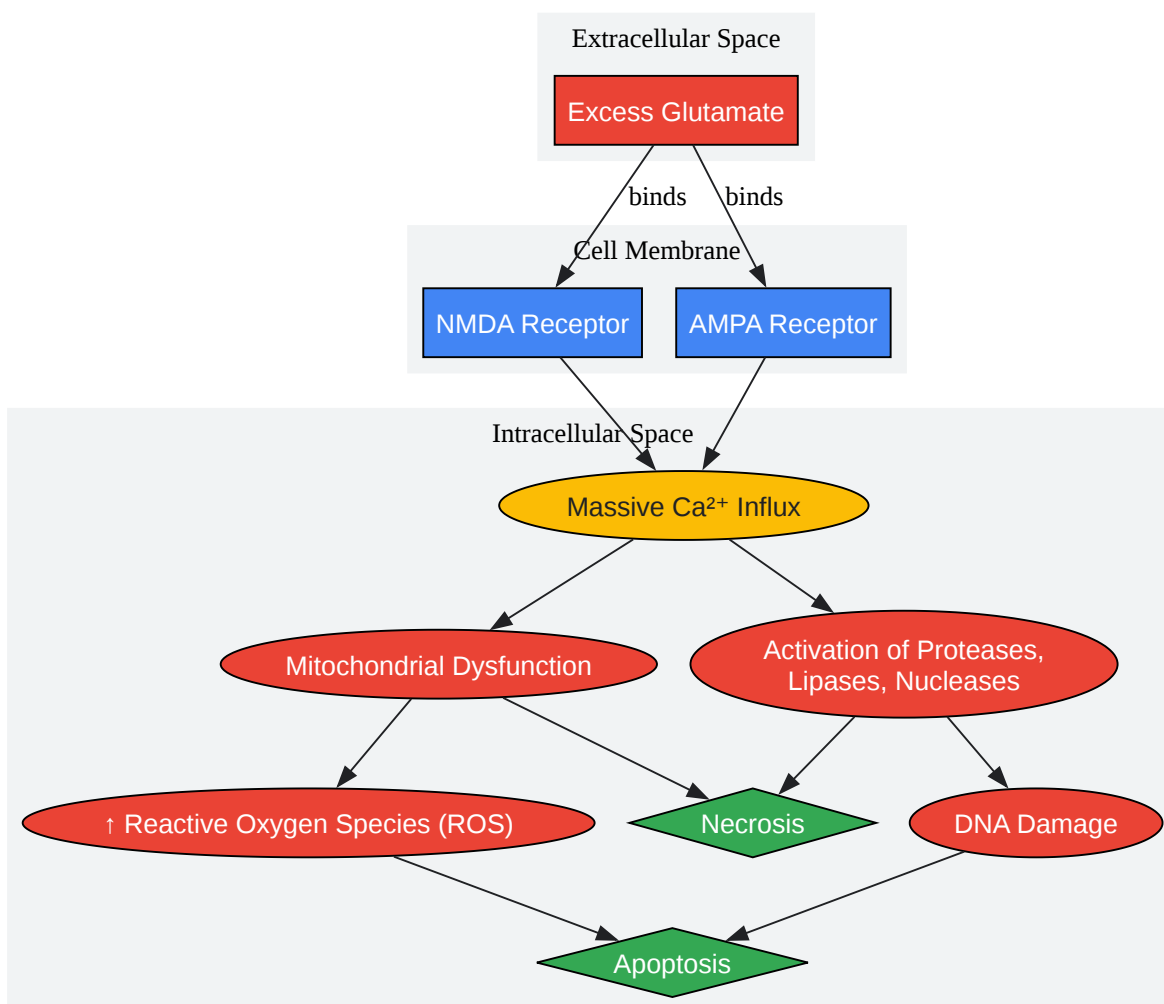 Extracellular Space
Excess Glutamate
binds
binds
Cell Membrane
NMDA Receptor
AMPA Receptor
Intracellular Space
Massive Ca²⁺ Influx
Mitochondrial Dysfunction
Activation of Proteases,
Lipases, Nucleases
↑ Reactive Oxygen Species (ROS)
Necrosis
DNA Damage
Apoptosis